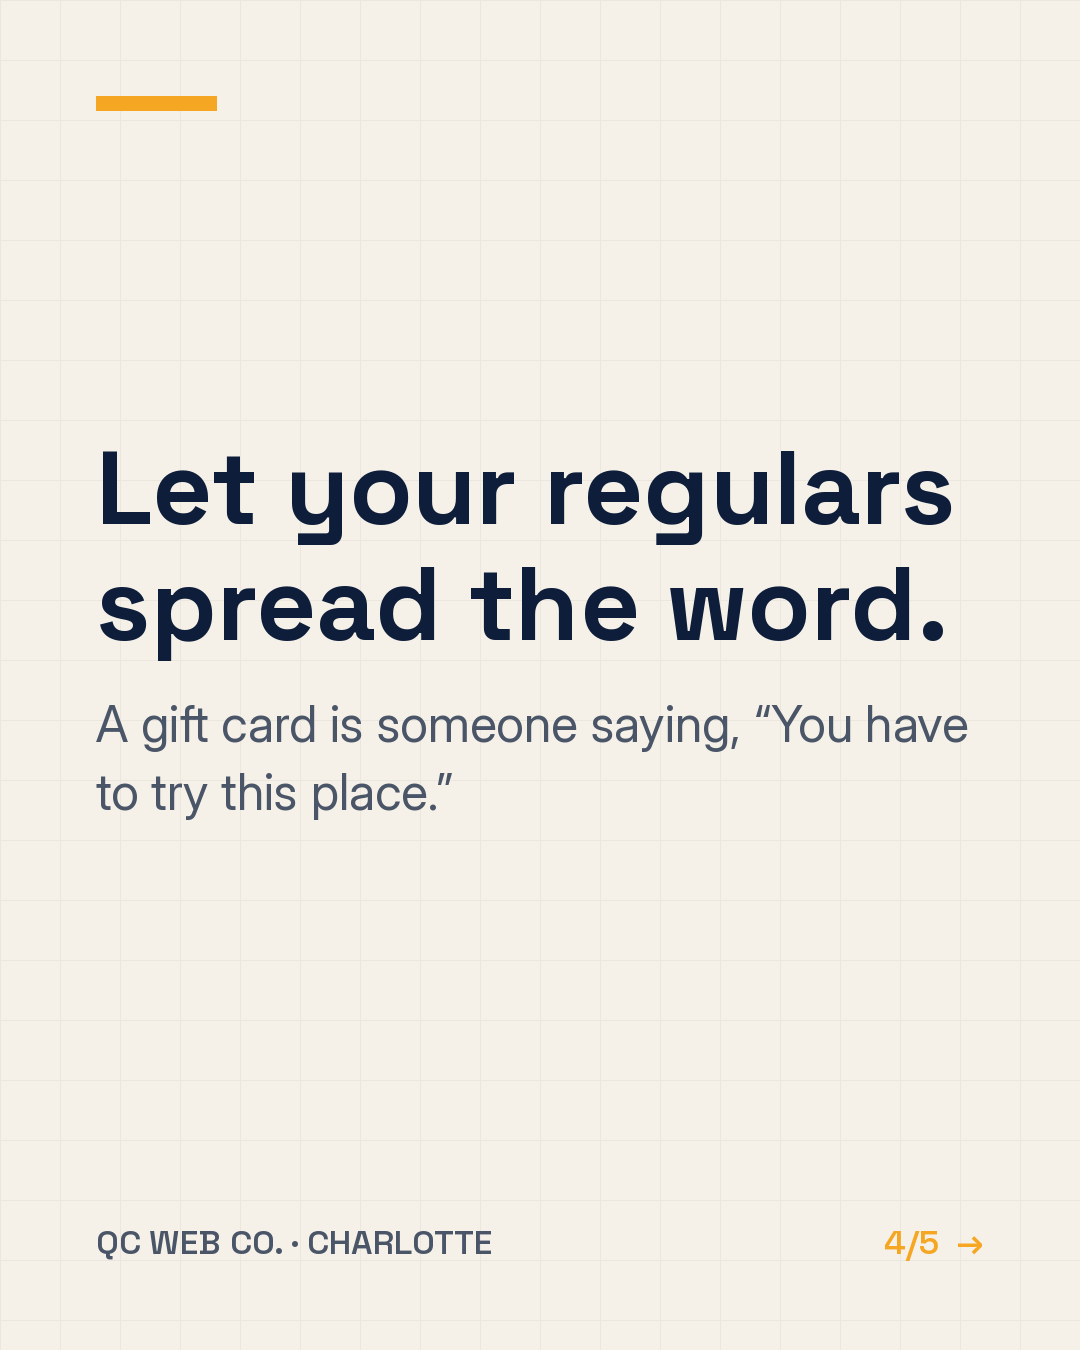 Let your regulars
spread the word.
A gift card is someone saying, “You have
to try this place.”
QC WEB CO. · CHARLOTTE
4/5 →